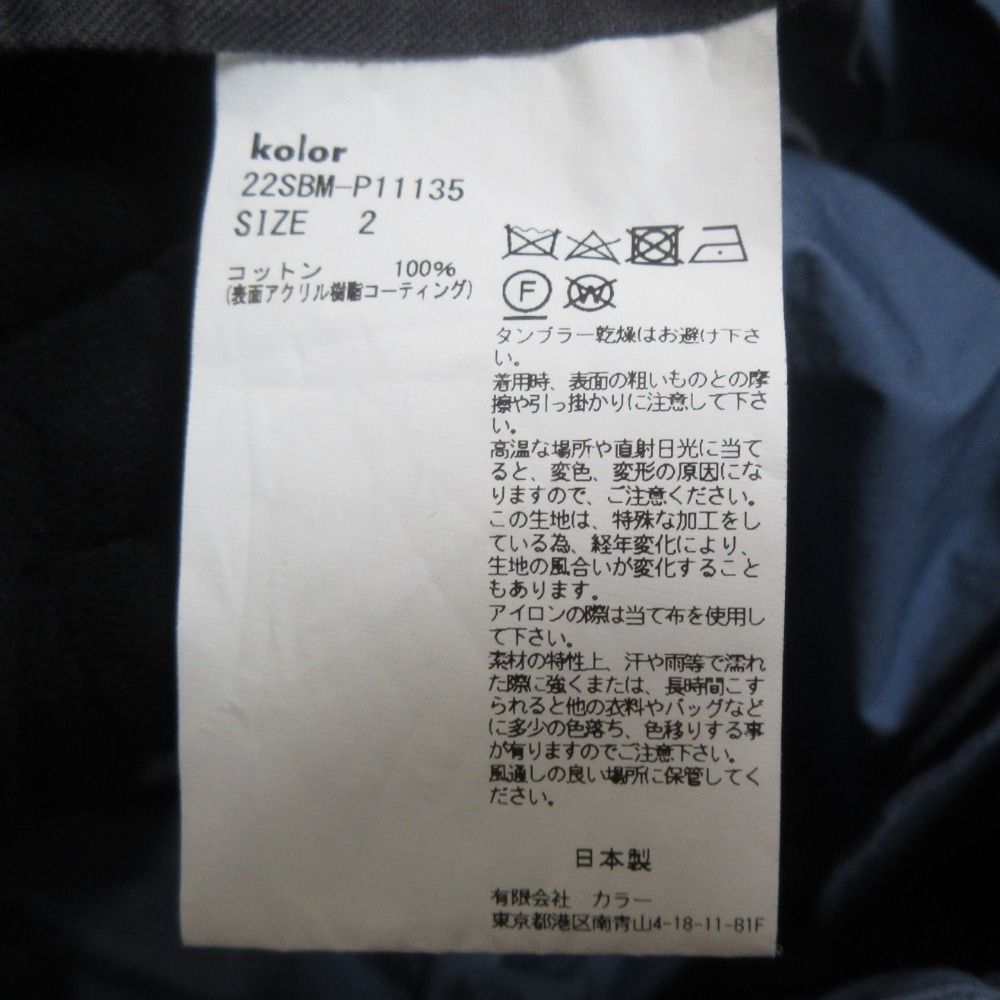 kolor
22SBM-P11135
SIZE 2
コットン 100%
(表面アクリル樹脂コーティング)
F
W
タンブラー乾燥はお避け下さ
い。
着用時、表面の粗いものとの摩
擦や引っ掛かりに注意して下さ
い。
高温な場所や直射日光に当て
ると、変色、変形の原因にな
りますので、ご注意ください。
この生地は、特殊な加工をし
ている為、経年変化により、
生地の風合いが変化すること
もあります。
アイロンの際は当て布を使用し
て下さい。
素材の特性上、汗や雨等で濡れ
た際に強くまたは、長時間こす
られると他の衣料やバッグなど
に多少の色落ち、色移りする事
が有りますのでご注意下さい。
風通しの良い場所に保管してく
ださい。
日本製
有限会社 カラー
東京都港区南青山4-18-11-B1F